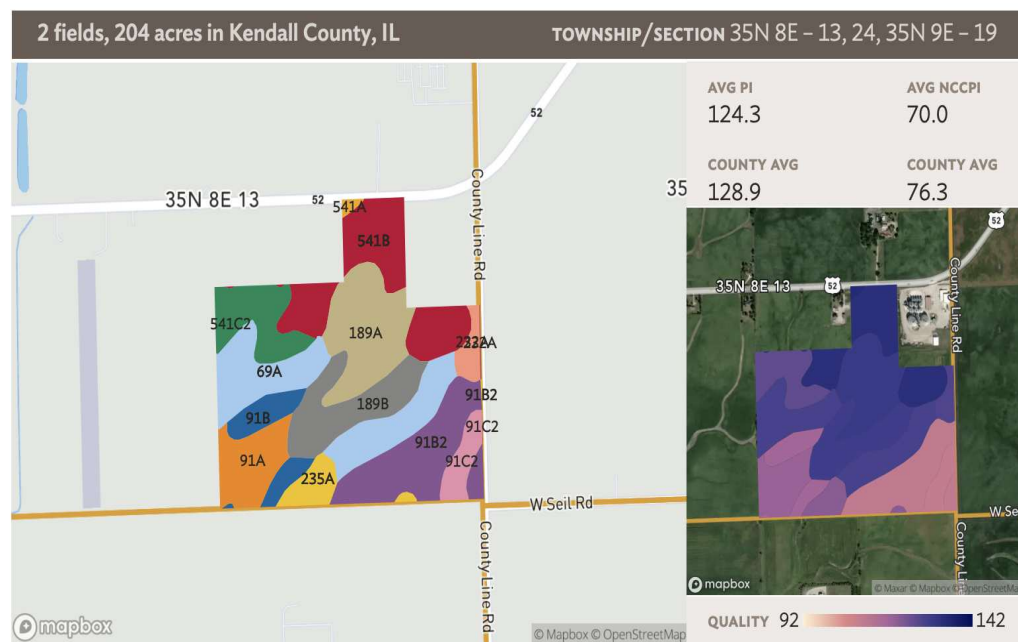 2 fields, 204 acres in Kendall County, IL
TOWNSHIP/SECTION 35N 8E – 13, 24, 35N 9E – 19
AVG PI
AVG NCCPI
124.3
70.0
COUNTY AVG
COUNTY AVG
128.9
76.3
52
35N 8E 13
52
35
County Line Rd
541A
541B
541C2
189A
232A
69A
91B2
91B
189B
91C2
91B2
91A
91C2
235A
W Seil Rd
County Line Rd
mapbox
© Mapbox © OpenStreetMap
52
35N 8E 13
52
County Line Rd
W Se
County Line
mapbox
© Maxar © Mapbox © OpenStreetMap
QUALITY 92
142